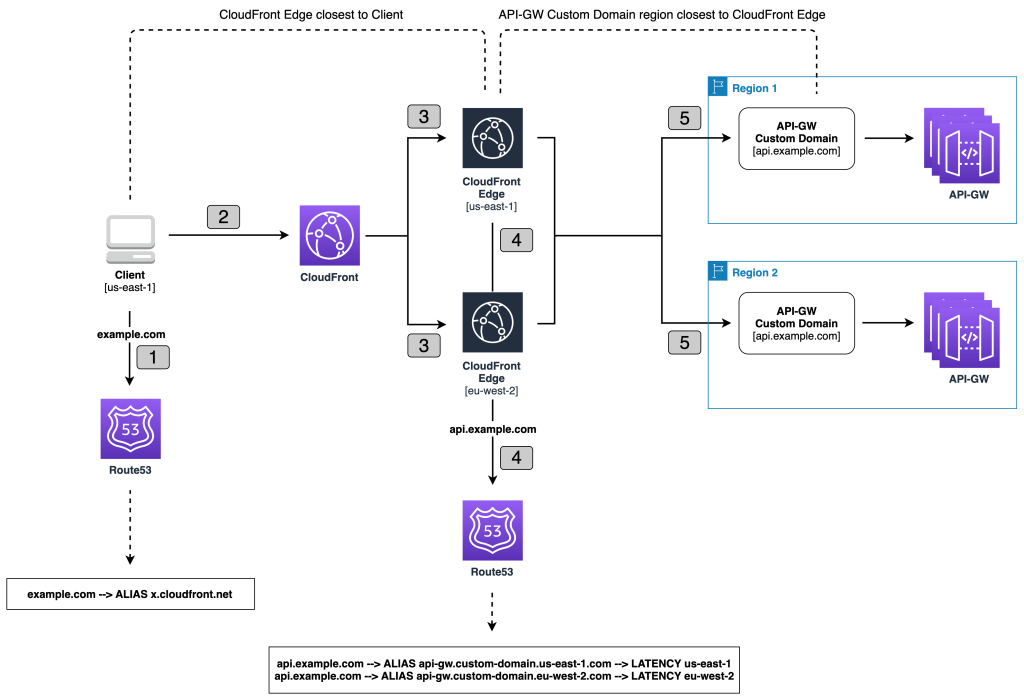 CloudFront Edge closest to Client
API-GW Custom Domain region closest to CloudFront Edge
Region 1
3
5
API-GW
Custom Domain
[api.example.com]
API-GW
CloudFront
Edge
[us-east-1]
2
4
CloudFront
Client
[us-east-1]
Region 2
example.com
1
3
5
API-GW
Custom Domain
[api.example.com]
API-GW
CloudFront
Edge
[eu-west-2]
53
Route53
api.example.com
4
53
Route53
example.com --> ALIAS x.cloudfront.net
api.example.com --> ALIAS api-gw.custom-domain.us-east-1.com --> LATENCY us-east-1
api.example.com --> ALIAS api-gw.custom-domain.eu-west-2.com --> LATENCY eu-west-2